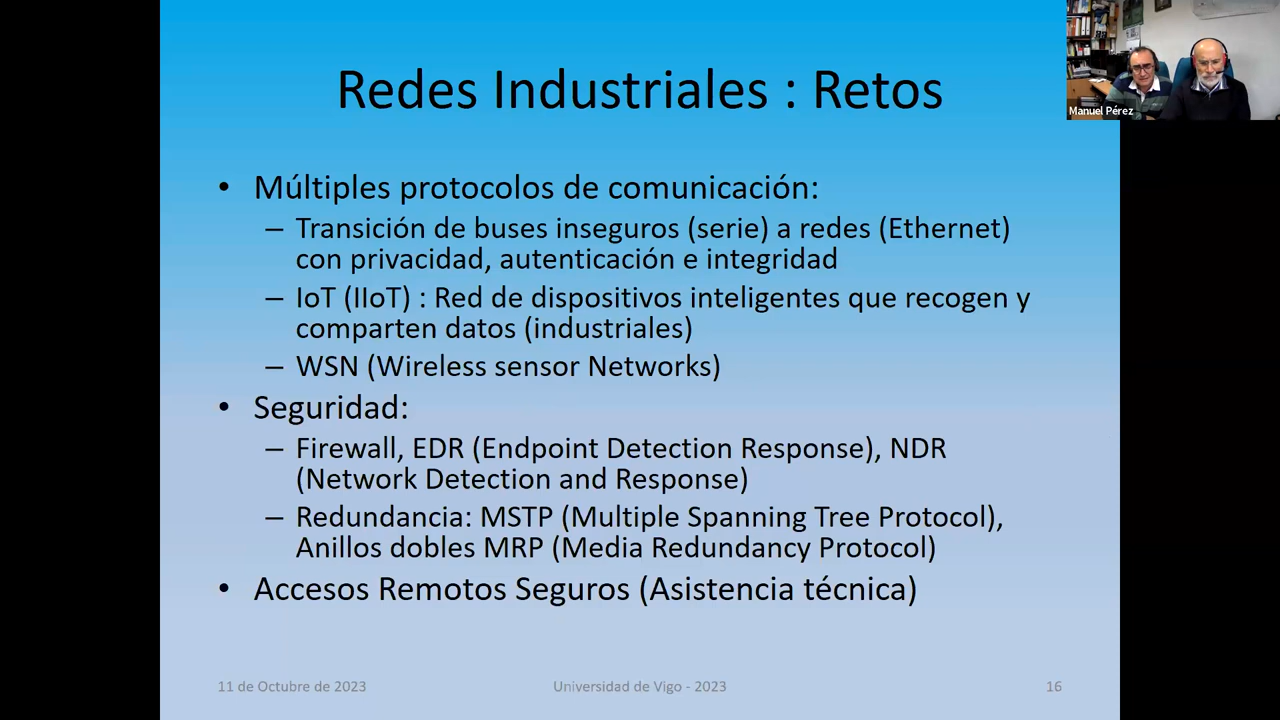 Redes Industriales : Retos
Manuel Pérez
• Múltiples protocolos de comunicación:
– Transición de buses inseguros (serie) a redes (Ethernet)
con privacidad, autenticación e integridad
– IoT (IIoT) : Red de dispositivos inteligentes que recogen y
comparten datos (industriales)
– WSN (Wireless sensor Networks)
• Seguridad:
– Firewall, EDR (Endpoint Detection Response), NDR
(Network Detection and Response)
– Redundancia: MSTP (Multiple Spanning Tree Protocol),
Anillos dobles MRP (Media Redundancy Protocol)
• Accesos Remotos Seguros (Asistencia técnica)
11 de Octubre de 2023
Universidad de Vigo - 2023
16